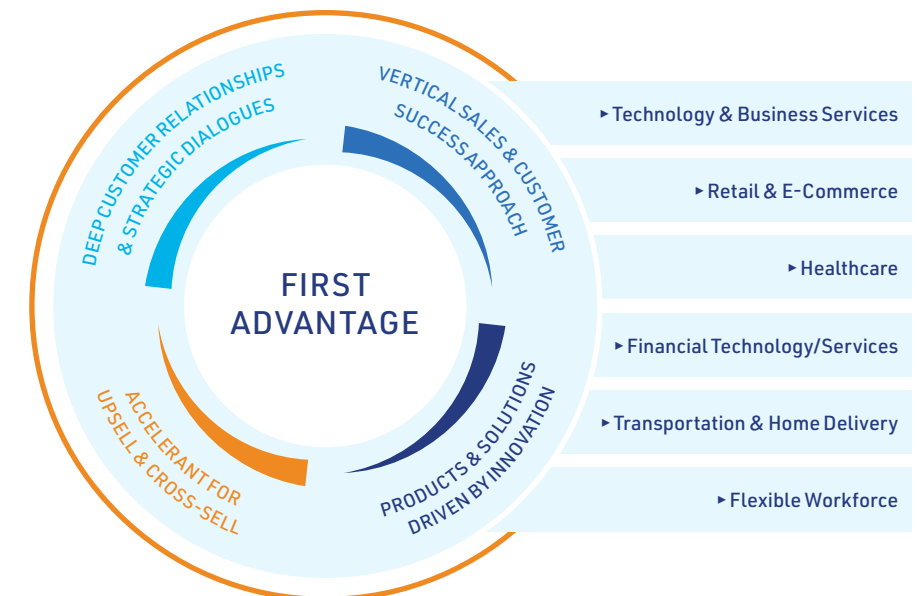 DEEP CUSTOMER RELATIONSHIPS
& STRATEGIC DIALOGUES
VERTICAL SALES & CUSTOMER
SUCCESS APPROACH
FIRST
ADVANTAGE
ACCELERANT FOR
UPSELL & CROSS-SELL
PRODUCTS & SOLUTIONS
DRIVEN BY INNOVATION
▸ Technology & Business Services
▸ Retail & E-Commerce
▸ Healthcare
▸ Financial Technology/Services
▸ Transportation & Home Delivery
▸ Flexible Workforce